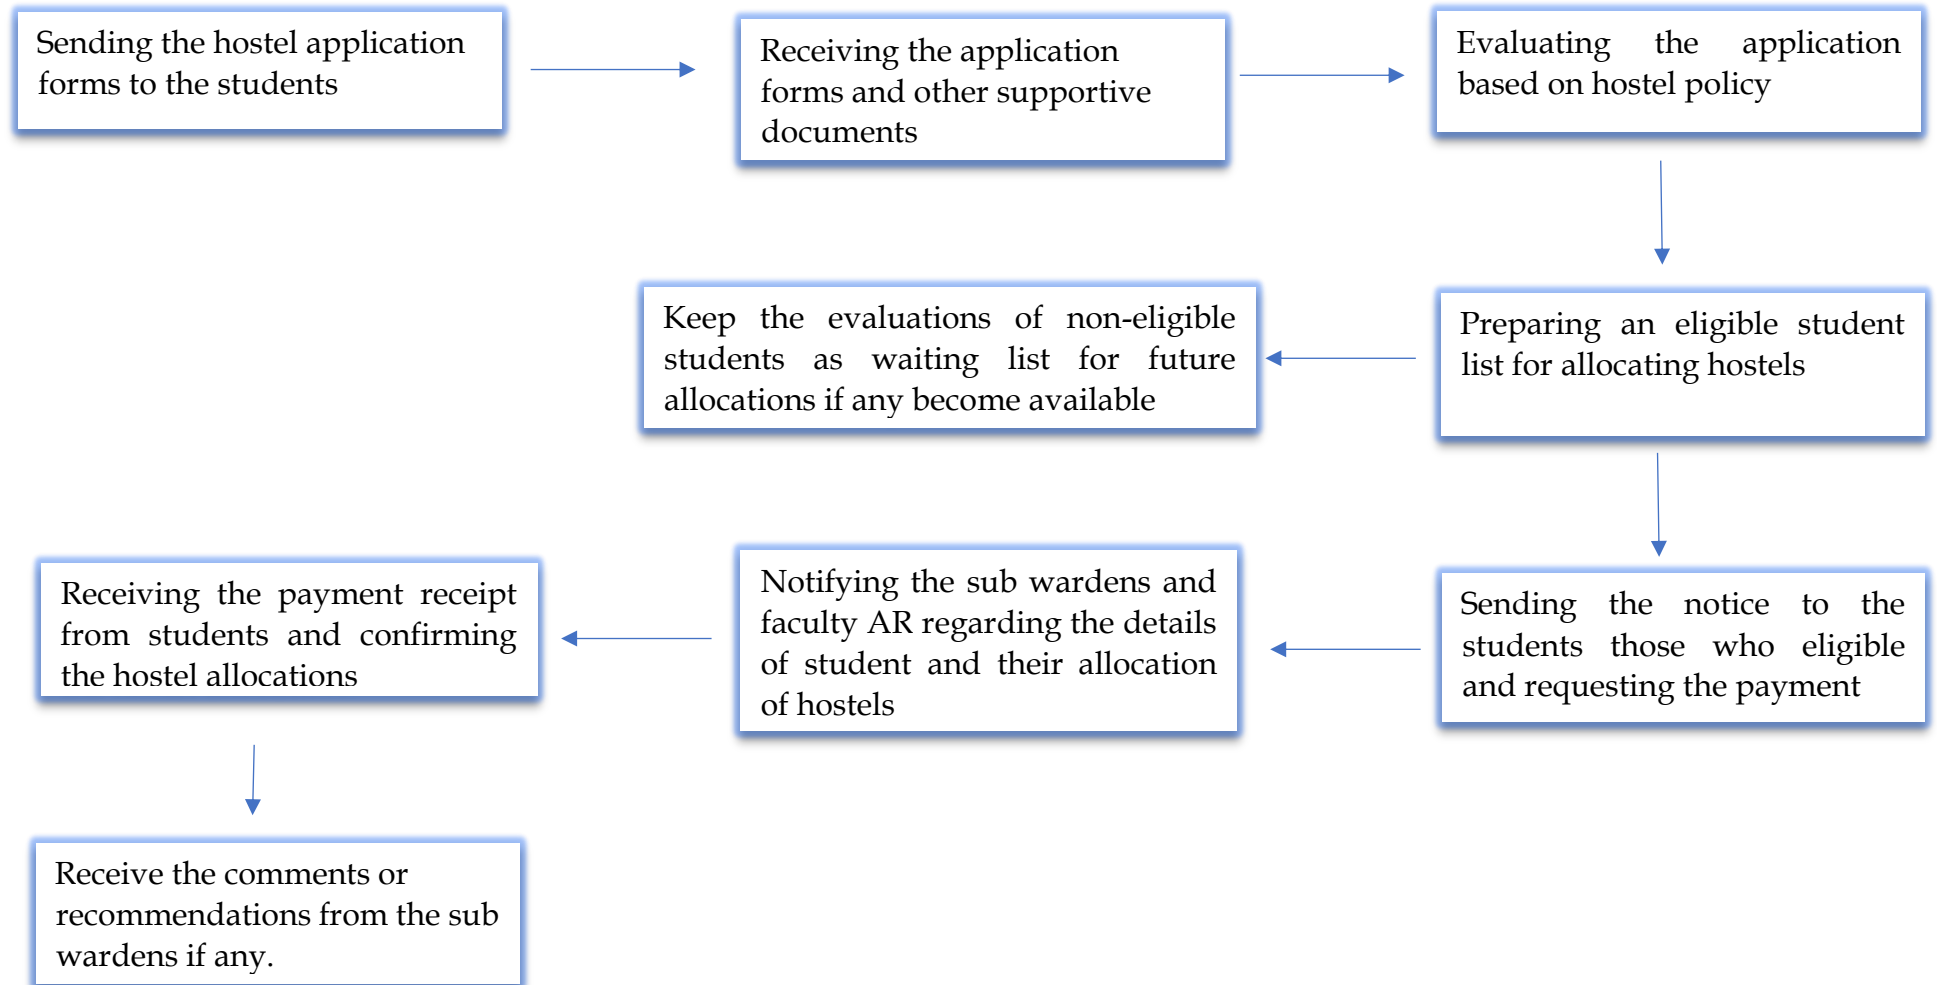 Sending the hostel application
forms to the students
Receiving the application
forms and other supportive
documents
Evaluating the application
based on hostel policy
Keep the evaluations of non-eligible
students as waiting list for future
allocations if any become available
Preparing an eligible student
list for allocating hostels
Receiving the payment receipt
from students and confirming
the hostel allocations
Notifying the sub wardens and
faculty AR regarding the details
of student and their allocation
of hostels
Sending the notice to the
students those who eligible
and requesting the payment
Receive the comments or
recommendations from the sub
wardens if any.